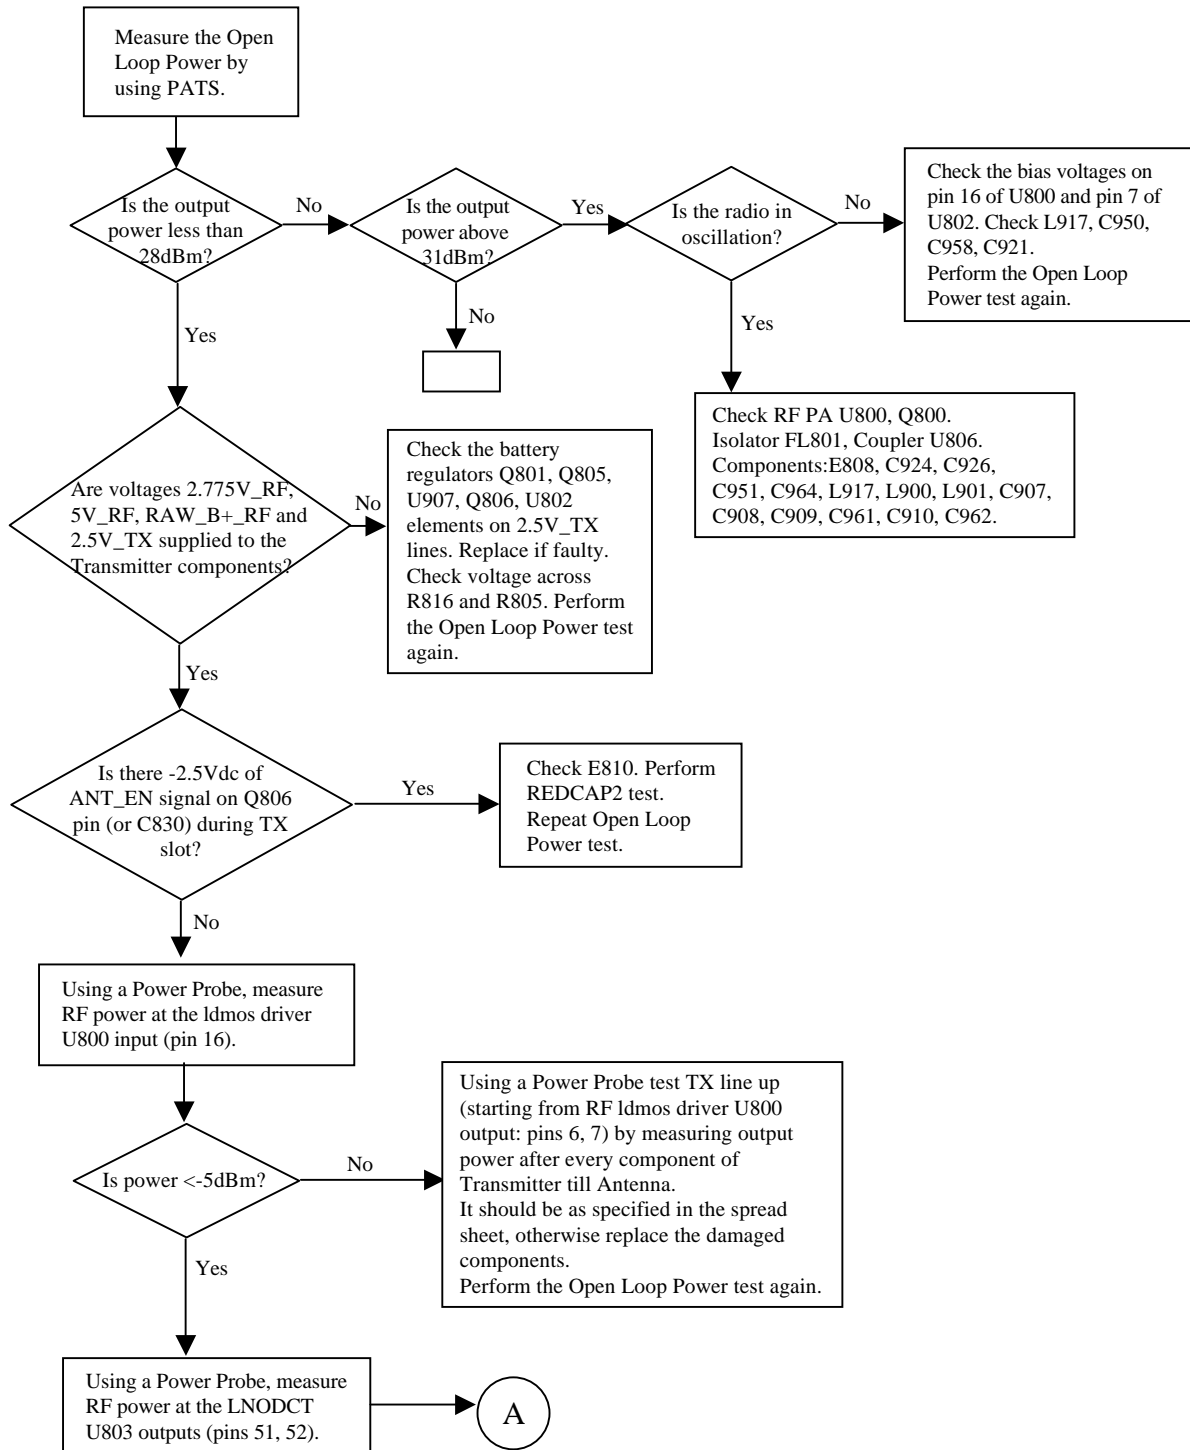 Measure the Open
Loop Power by
using PATS.
Is the output
power less than
28dBm?
No
Is the output
power above
31dBm?
Yes
Is the radio in
oscillation?
No
Check the bias voltages on
pin 16 of U800 and pin 7 of
U802. Check L917, C950,
C958, C921.
Perform the Open Loop
Power test again.
Yes
No
Yes
Check RF PA U800, Q800.
Isolator FL801, Coupler U806.
Components:E808, C924, C926,
C951, C964, L917, L900, L901, C907,
C908, C909, C961, C910, C962.
Are voltages 2.775V_RF,
5V_RF, RAW_B+_RF and
2.5V_TX supplied to the
Transmitter components?
No
Check the battery
regulators Q801, Q805,
U907, Q806, U802
elements on 2.5V_TX
lines. Replace if faulty.
Check voltage across
R816 and R805. Perform
the Open Loop Power test
again.
Yes
Is there -2.5Vdc of
ANT_EN signal on Q806
pin (or C830) during TX
slot?
Yes
Check E810. Perform
REDCAP2 test.
Repeat Open Loop
Power test.
No
Using a Power Probe, measure
RF power at the ldmos driver
U800 input (pin 16).
Is power <-5dBm?
No
Using a Power Probe test TX line up
(starting from RF ldmos driver U800
output: pins 6, 7) by measuring output
power after every component of
Transmitter till Antenna.
It should be as specified in the spread
sheet, otherwise replace the damaged
components.
Perform the Open Loop Power test again.
Yes
Using a Power Probe, measure
RF power at the LNODCT
U803 outputs (pins 51, 52).
A